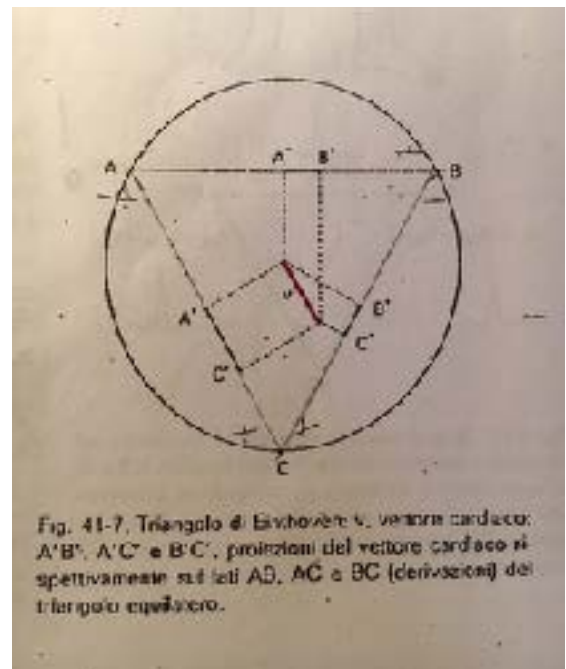 A A' B' B
v
A' B'
C' C'
C
Fig. 41-7. Triangolo di Einthoven: v, vettore cardiaco;
A'B', A'C' e B'C', proiezioni del vettore cardiaco ri-
spettivamente sui lati AB, AC e BC (derivazioni) del
triangolo equilatero.